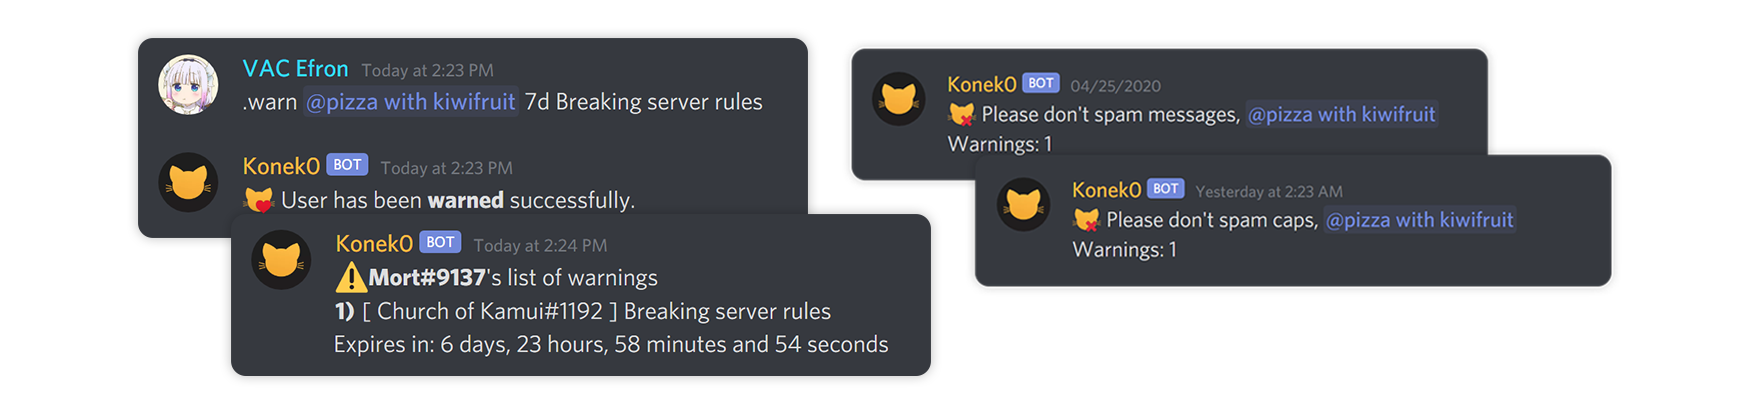 VAC Efron Today at 2:23 PM
.warn @pizza with kiwifruit 7d Breaking server rules
Konek0 BOT Today at 2:23 PM
User has been warned successfully.
Konek0 BOT Today at 2:24 PM
Mort#9137's list of warnings
1) [ Church of Kamui#1192 ] Breaking server rules
Expires in: 6 days, 23 hours, 58 minutes and 54 seconds
Konek0 BOT 04/25/2020
Please don't spam messages, @pizza with kiwifruit
Warnings: 1
Konek0 BOT Yesterday at 2:23 AM
Please don't spam caps, @pizza with kiwifruit
Warnings: 1